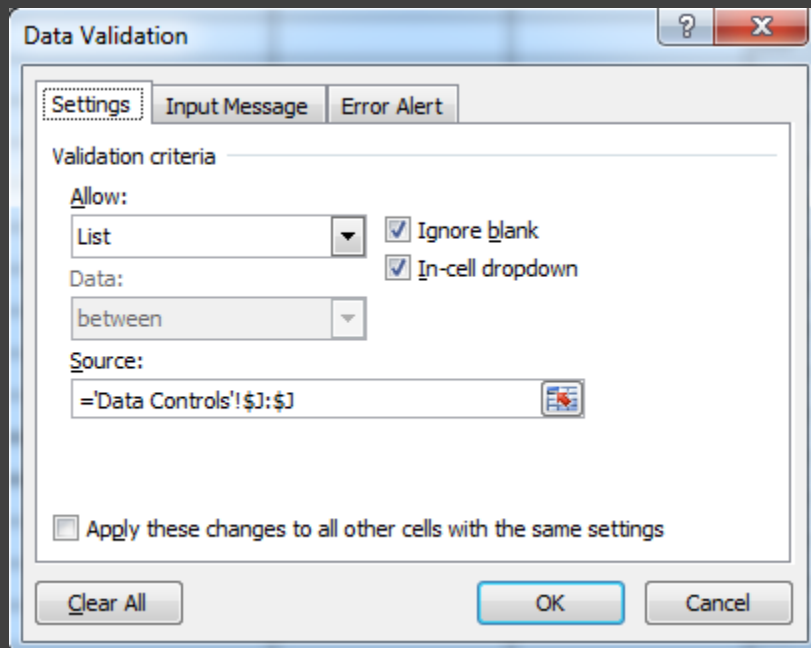 Data Validation
Settings Input Message Error Alert
Validation criteria
Allow:
List
Ignore blank
In-cell dropdown
Data:
between
Source:
='Data Controls'!$J:$J
Apply these changes to all other cells with the same settings
Clear All OK Cancel